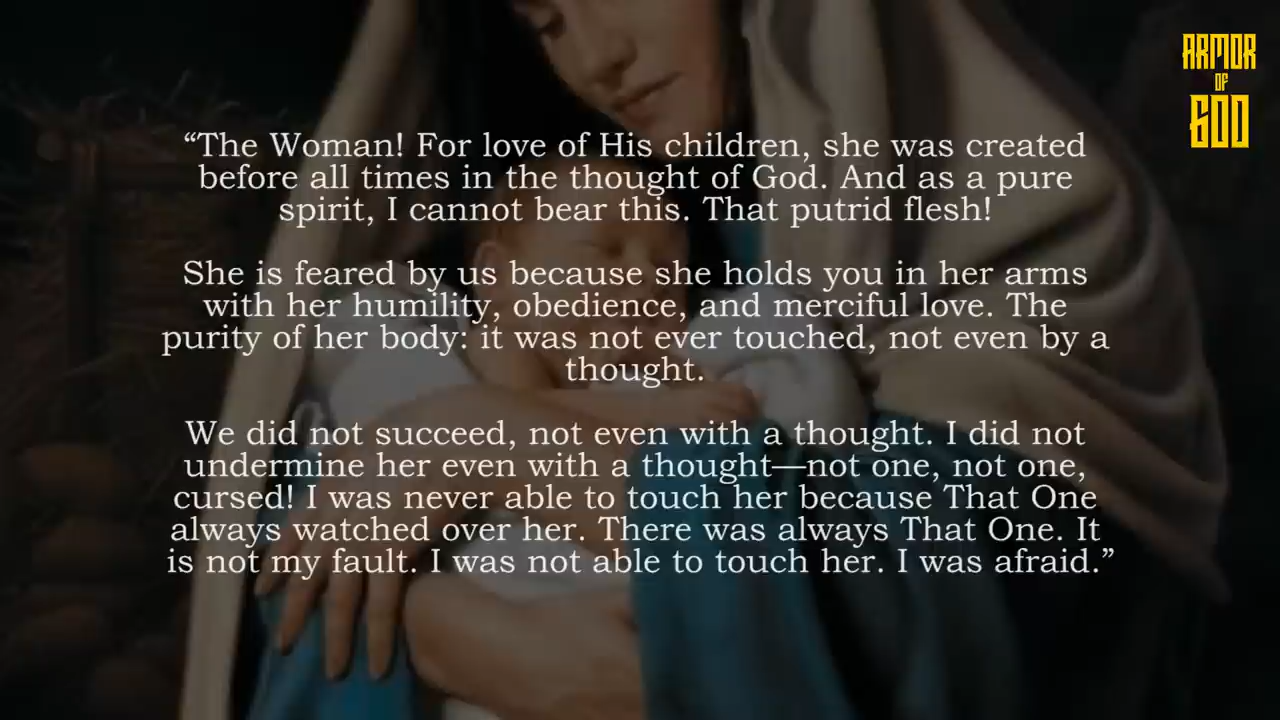 ARMOR
OF
GOD
“The Woman! For love of His children, she was created
before all times in the thought of God. And as a pure
spirit, I cannot bear this. That putrid flesh!
She is feared by us because she holds you in her arms
with her humility, obedience, and merciful love. The
purity of her body: it was not ever touched, not even by a
thought.
We did not succeed, not even with a thought. I did not
undermine her even with a thought—not one, not one,
cursed! I was never able to touch her because That One
always watched over her. There was always That One. It
is not my fault. I was not able to touch her. I was afraid.”